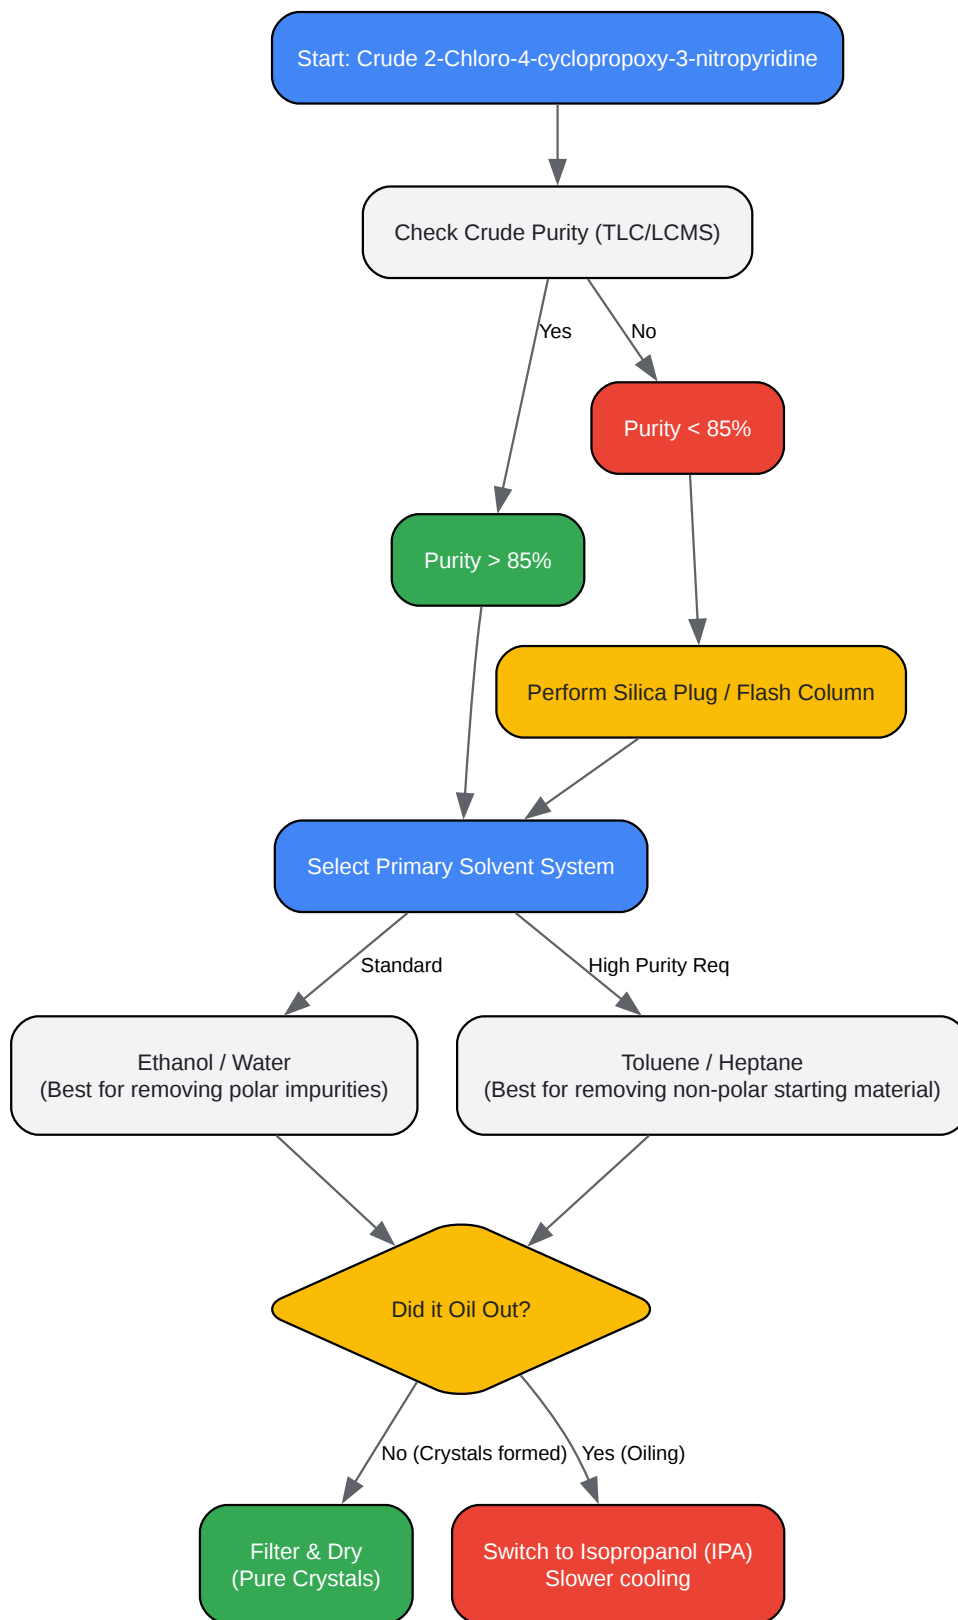 Start: Crude 2-Chloro-4-cyclopropoxy-3-nitropyridine
Check Crude Purity (TLC/LCMS)
Yes
No
Purity < 85%
Purity > 85%
Perform Silica Plug / Flash Column
Select Primary Solvent System
Standard
High Purity Req
Ethanol / Water
(Best for removing polar impurities)
Toluene / Heptane
(Best for removing non-polar starting material)
Did it Oil Out?
No (Crystals formed)
Yes (Oiling)
Filter & Dry
(Pure Crystals)
Switch to Isopropanol (IPA)
Slower cooling